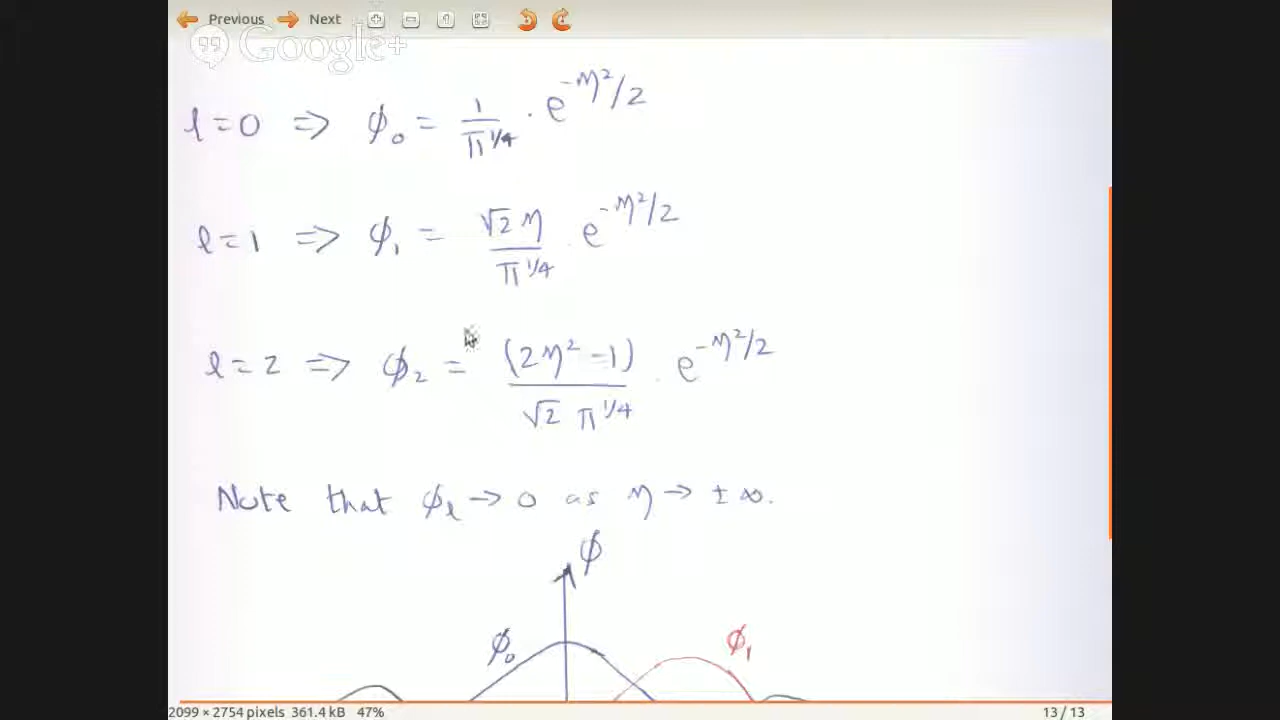 Previous Next
Google+
l = 0 ⇒ ϕ₀ = 1/π^{1/4} · e^{-η²/2}
l = 1 ⇒ ϕ₁ = √2 η/π^{1/4} · e^{-η²/2}
l = 2 ⇒ ϕ₂ = (2η² - 1)/(√2 π^{1/4}) · e^{-η²/2}
Note that ϕ_l → 0 as η → ± ∞.
ϕ
ϕ₀ ϕ₁
2099 × 2754 pixels 361.4 kB 47% 13 / 13